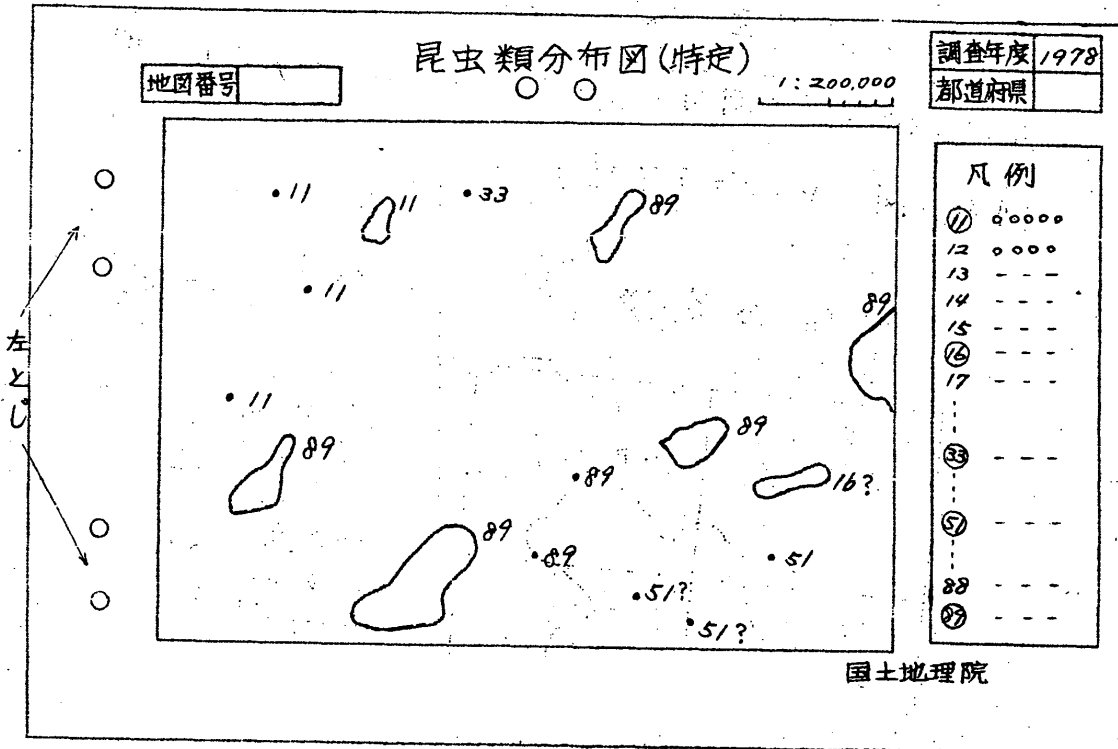 昆虫類分布図(特定)
○ ○
地図番号
1:200,000
調査年度 1978
都道府県
左とじ
•11
11
•33
89
•11
89
•11
89
89
•89
16?
89
•89
•51
•51?
•51?
凡例
⑪ ○○○○○
12 ○○○○
13 - - -
14 - - -
15 - - -
⑯ - - -
17 - - -
㉝ - - -
51 - - -
88 - - -
89 - - -
国土地理院